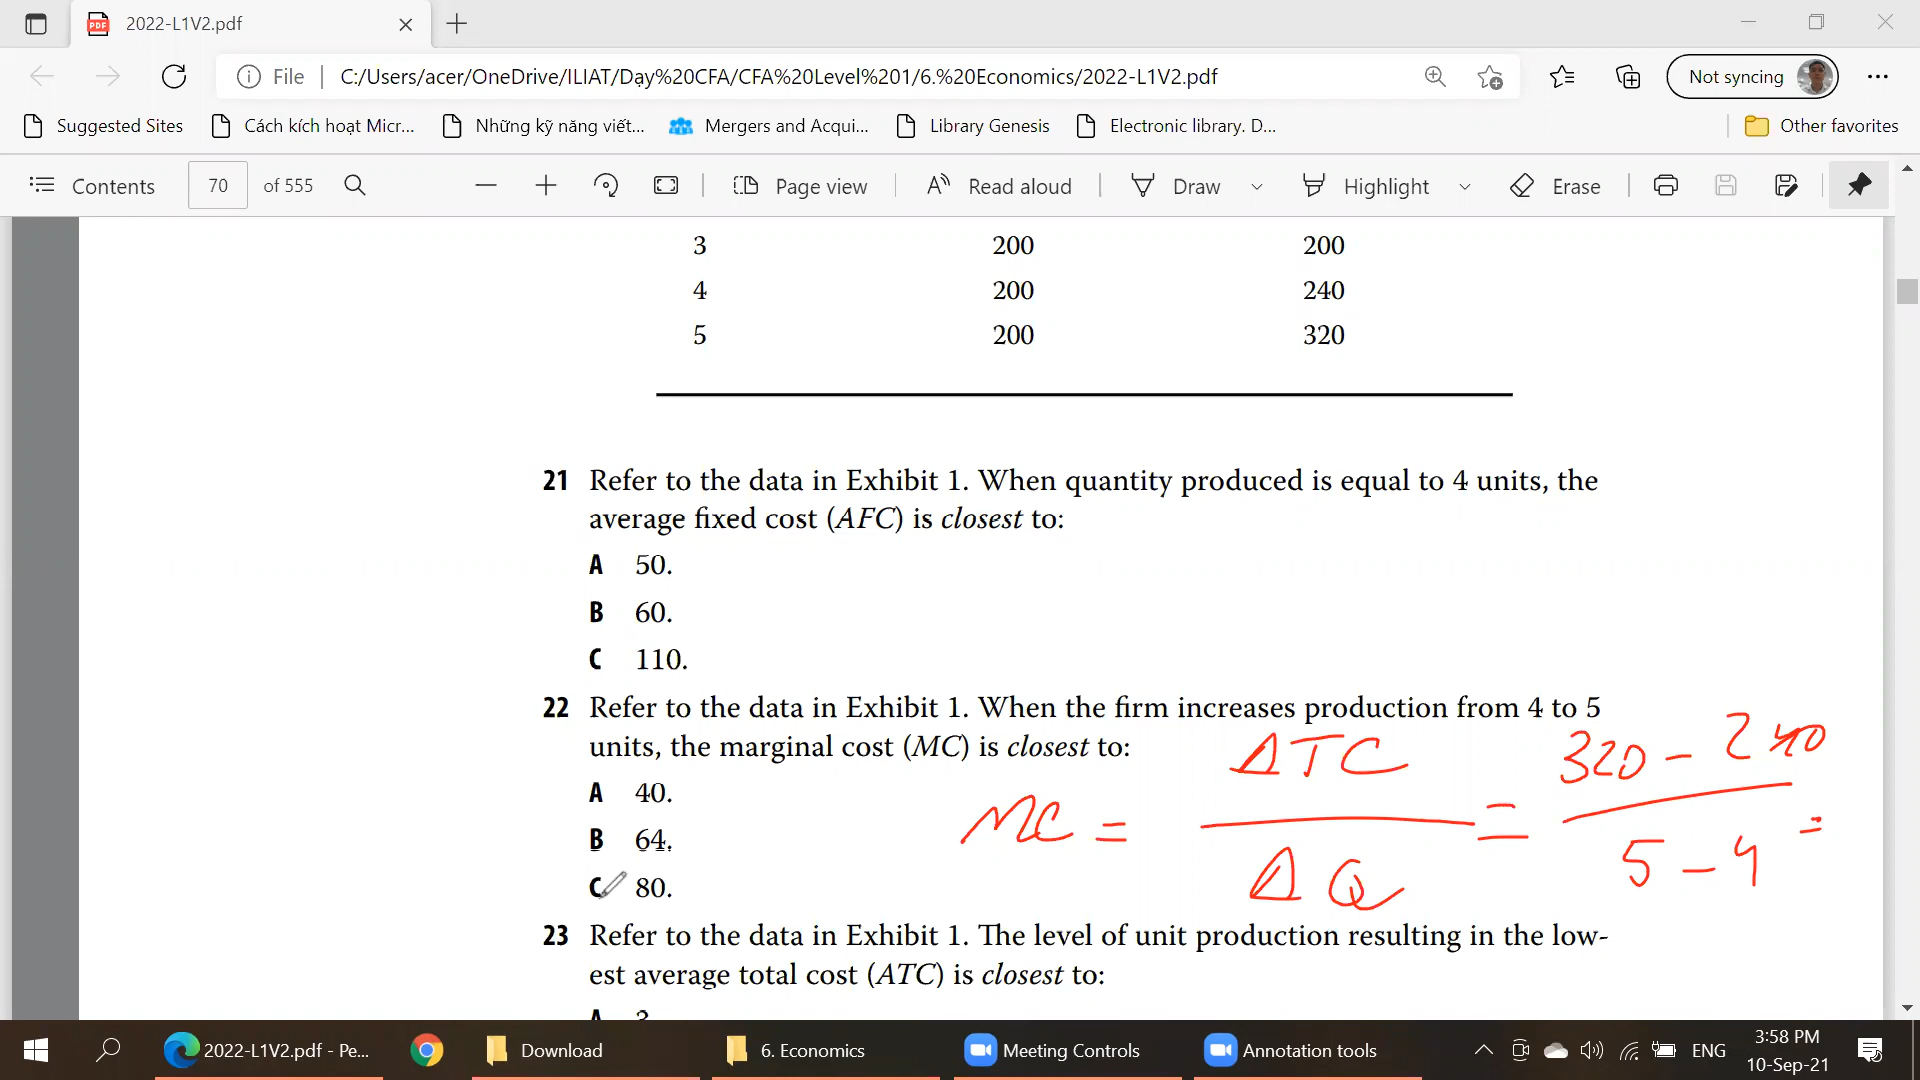 2022-L1V2.pdf
File | C:/Users/acer/OneDrive/ILIAT/Dạy%20CFA/CFA%20Level%201/6.%20Economics/2022-L1V2.pdf
Not syncing
Suggested Sites
Cách kích hoạt Micr...
Những kỹ năng viết...
Mergers and Acqui...
Library Genesis
Electronic library. D...
Other favorites
Contents
70 of 555
Page view
Read aloud
Draw
Highlight
Erase
3 200 200
4 200 240
5 200 320
21 Refer to the data in Exhibit 1. When quantity produced is equal to 4 units, the
average fixed cost (AFC) is closest to:
A 50.
B 60.
C 110.
22 Refer to the data in Exhibit 1. When the firm increases production from 4 to 5
units, the marginal cost (MC) is closest to:
A 40.
B 64.
C 80.
MC = ΔTC / ΔQ = 320 - 240 / 5 - 4 =
23 Refer to the data in Exhibit 1. The level of unit production resulting in the low-
est average total cost (ATC) is closest to:
A 3.
2022-L1V2.pdf - Pe...
Download
6. Economics
Meeting Controls
Annotation tools
ENG
3:58 PM
10-Sep-21